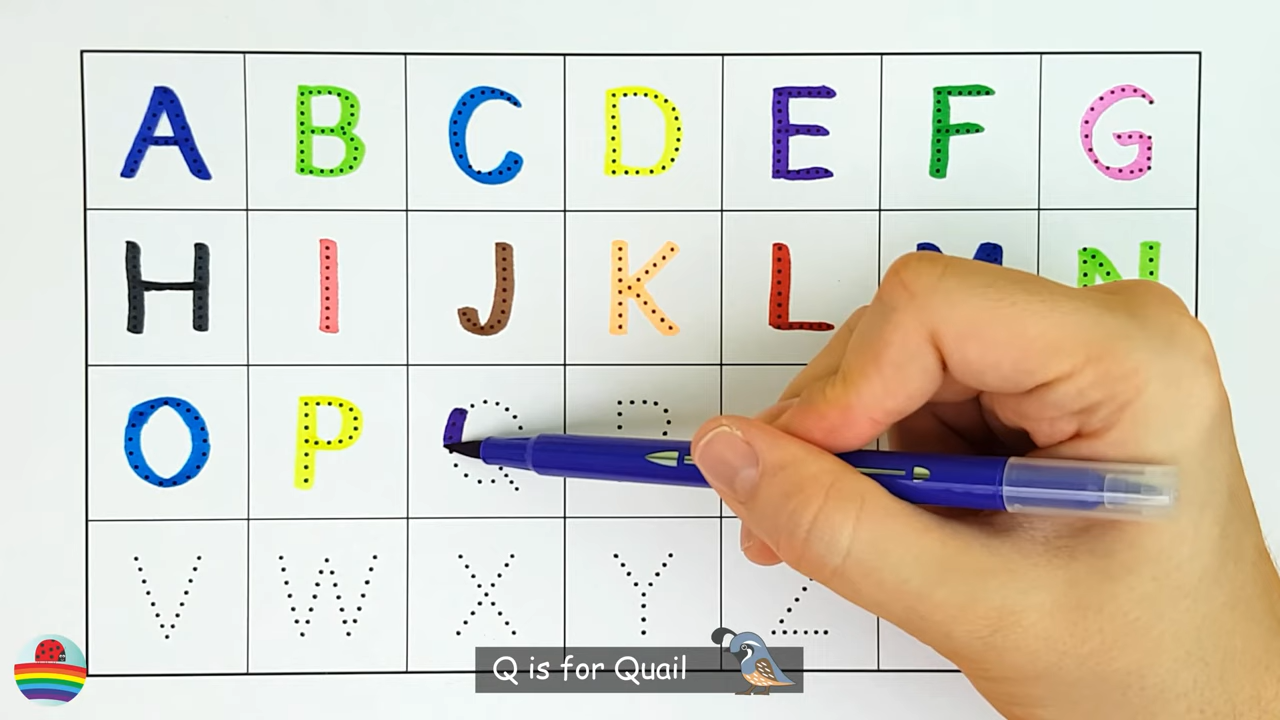 A B C D E F G
H I J K L M N
O P Q R
V W X Y Z
Q is for Quail